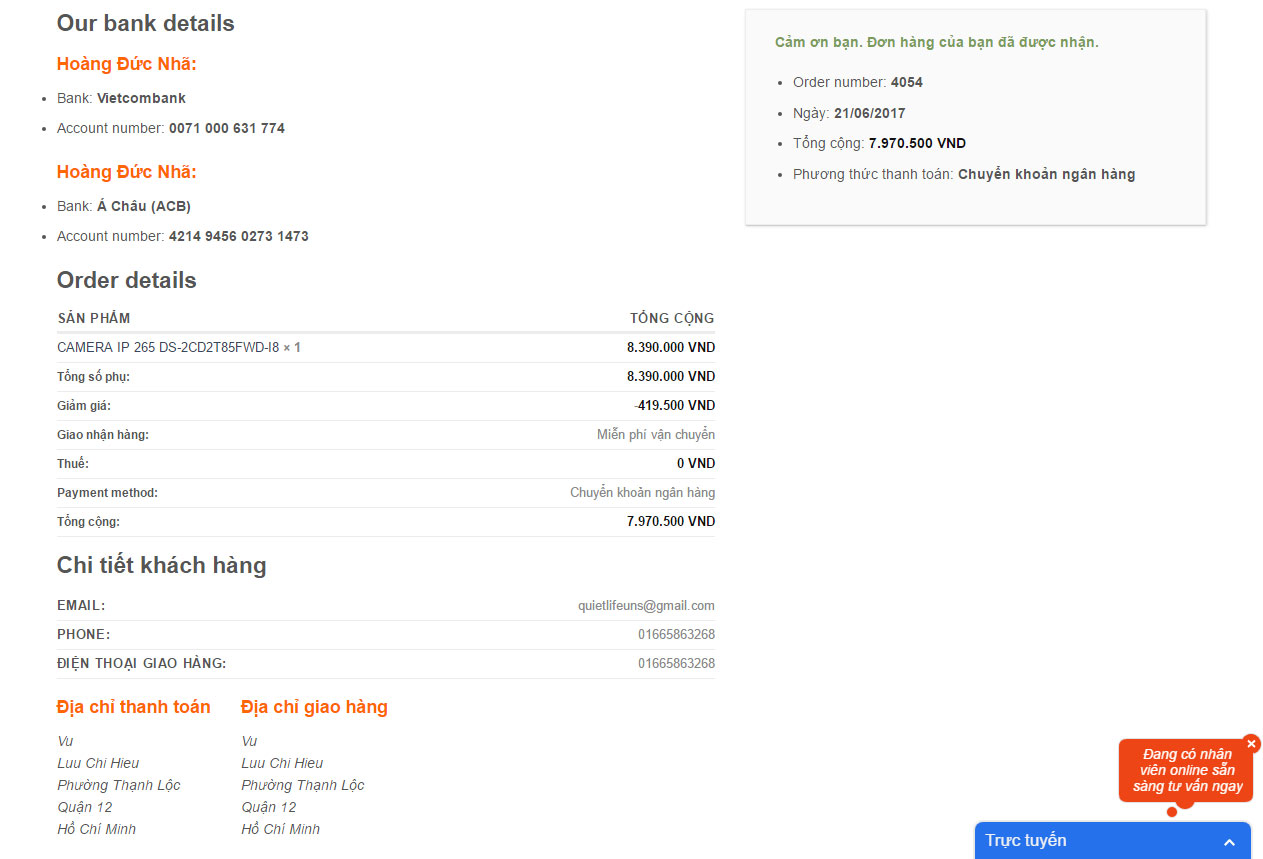 Our bank details
Hoàng Đức Nhã:
Bank: Vietcombank
Account number: 0071 000 631 774
Hoàng Đức Nhã:
Bank: Á Châu (ACB)
Account number: 4214 9456 0273 1473
Cảm ơn bạn. Đơn hàng của bạn đã được nhận.
Order number: 4054
Ngày: 21/06/2017
Tổng cộng: 7.970.500 VND
Phương thức thanh toán: Chuyển khoản ngân hàng
Order details
SẢN PHẨM TỔNG CỘNG
CAMERA IP 265 DS-2CD2T85FWD-I8 × 1 8.390.000 VND
Tổng số phụ: 8.390.000 VND
Giảm giá: -419.500 VND
Giao nhận hàng: Miễn phí vận chuyển
Thuế: 0 VND
Payment method: Chuyển khoản ngân hàng
Tổng cộng: 7.970.500 VND
Chi tiết khách hàng
EMAIL: quietlifeuns@gmail.com
PHONE: 01665863268
ĐIỆN THOẠI GIAO HÀNG: 01665863268
Địa chỉ thanh toán
Vu
Luu Chi Hieu
Phường Thạnh Lộc
Quận 12
Hồ Chí Minh
Địa chỉ giao hàng
Vu
Luu Chi Hieu
Phường Thạnh Lộc
Quận 12
Hồ Chí Minh
Đang có nhân
viên online sẵn
sàng tư vấn ngay
Trực tuyến